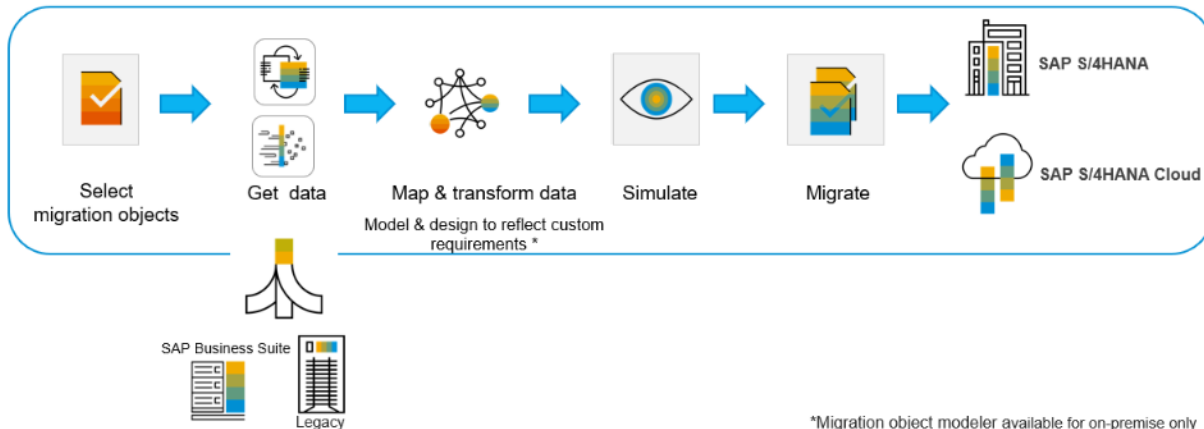 Select
migration objects
Get data
Map & transform data
Model & design to reflect custom
requirements *
Simulate
Migrate
SAP S/4HANA
SAP S/4HANA Cloud
SAP Business Suite
Legacy
*Migration object modeler available for on-premise only